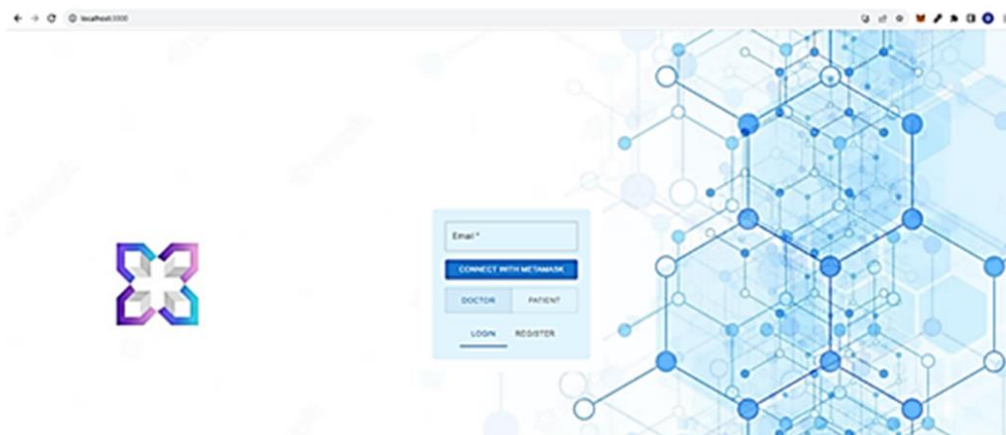 localhost:3000
Email *
CONNECT WITH METAMASK
DOCTOR PATIENT
LOGIN REGISTER